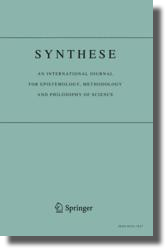 SYNTHESE
AN INTERNATIONAL JOURNAL
FOR EPISTEMOLOGY, METHODOLOGY
AND PHILOSOPHY OF SCIENCE
Springer